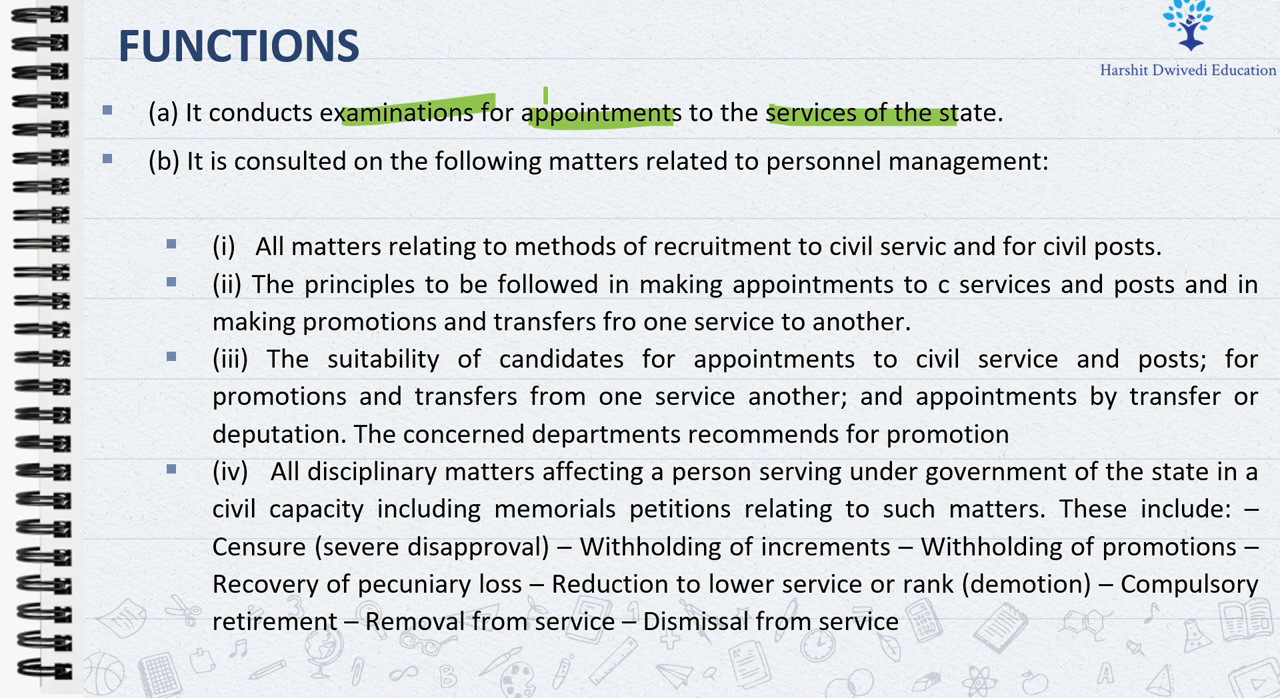 FUNCTIONS
Harshit Dwivedi Education
(a) It conducts examinations for appointments to the services of the state.
(b) It is consulted on the following matters related to personnel management:
(i) All matters relating to methods of recruitment to civil servic and for civil posts.
(ii) The principles to be followed in making appointments to c services and posts and in
making promotions and transfers fro one service to another.
(iii) The suitability of candidates for appointments to civil service and posts; for
promotions and transfers from one service another; and appointments by transfer or
deputation. The concerned departments recommends for promotion
(iv) All disciplinary matters affecting a person serving under government of the state in a
civil capacity including memorials petitions relating to such matters. These include: –
Censure (severe disapproval) – Withholding of increments – Withholding of promotions –
Recovery of pecuniary loss – Reduction to lower service or rank (demotion) – Compulsory
retirement – Removal from service – Dismissal from service